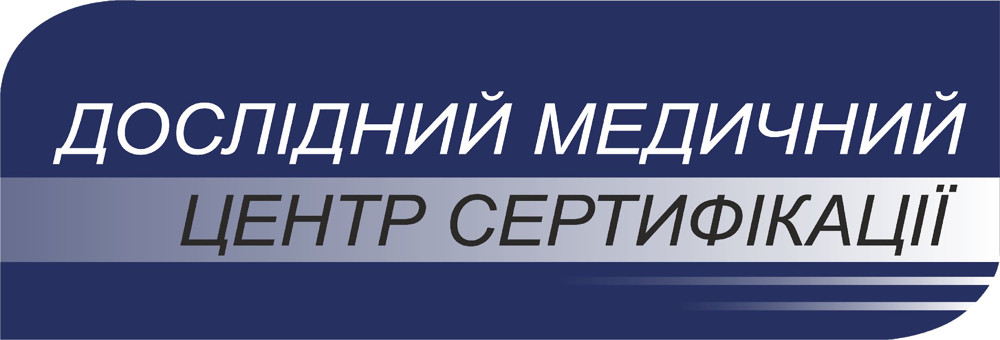 ДОСЛІДНИЙ МЕДИЧНИЙ
ЦЕНТР СЕРТИФІКАЦІЇ